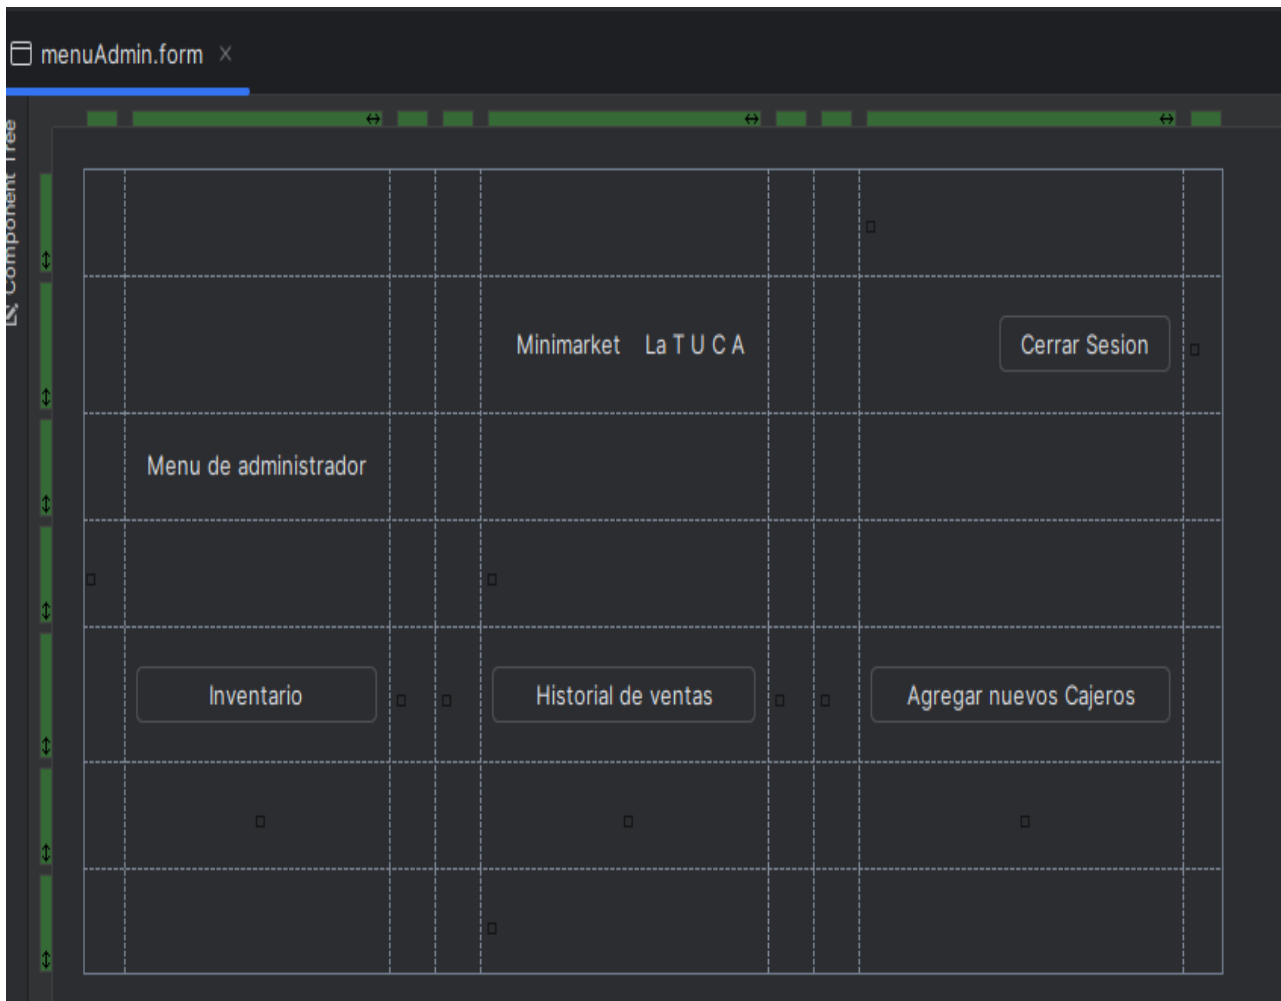 menuAdmin.form ×
Component Tree
Minimarket La T U C A
Cerrar Sesion
Menu de administrador
Inventario
Historial de ventas
Agregar nuevos Cajeros